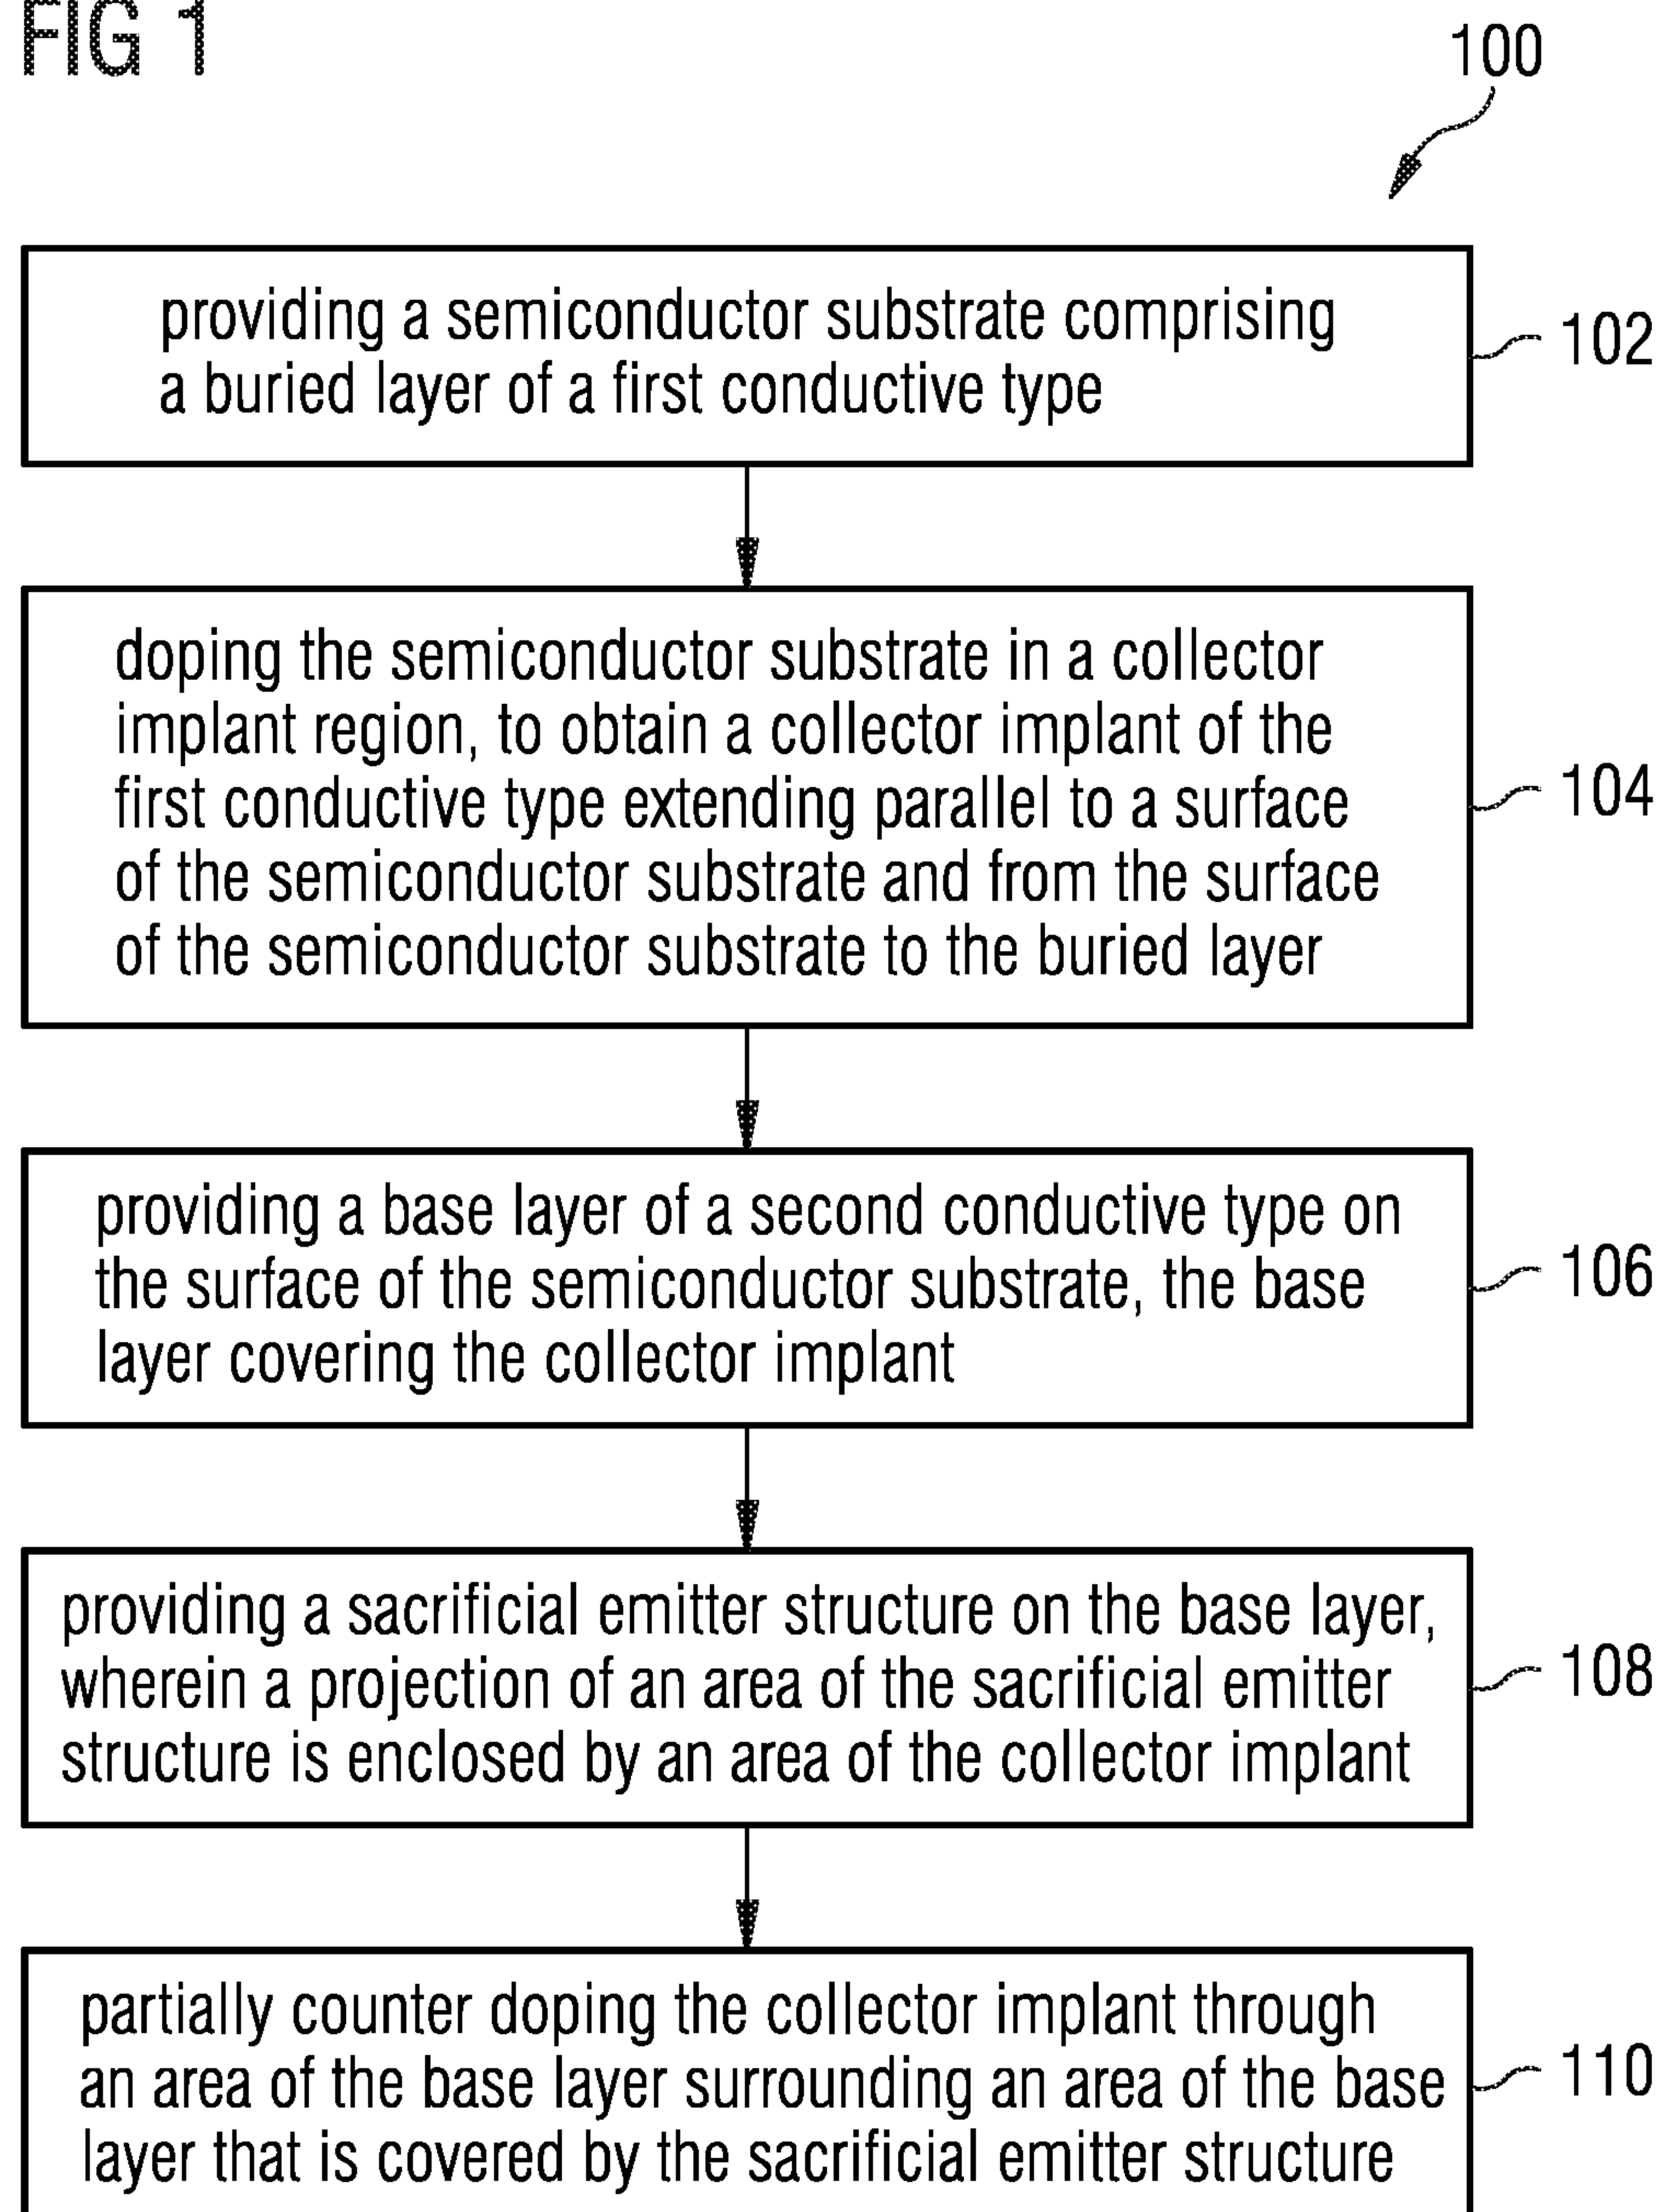 FIG 1
100
providing a semiconductor substrate comprising
a buried layer of a first conductive type
102
doping the semiconductor substrate in a collector
implant region, to obtain a collector implant of the
first conductive type extending parallel to a surface
of the semiconductor substrate and from the surface
of the semiconductor substrate to the buried layer
104
providing a base layer of a second conductive type on
the surface of the semiconductor substrate, the base
layer covering the collector implant
106
providing a sacrificial emitter structure on the base layer,
wherein a projection of an area of the sacrificial emitter
structure is enclosed by an area of the collector implant
108
partially counter doping the collector implant through
an area of the base layer surrounding an area of the base
layer that is covered by the sacrificial emitter structure
110